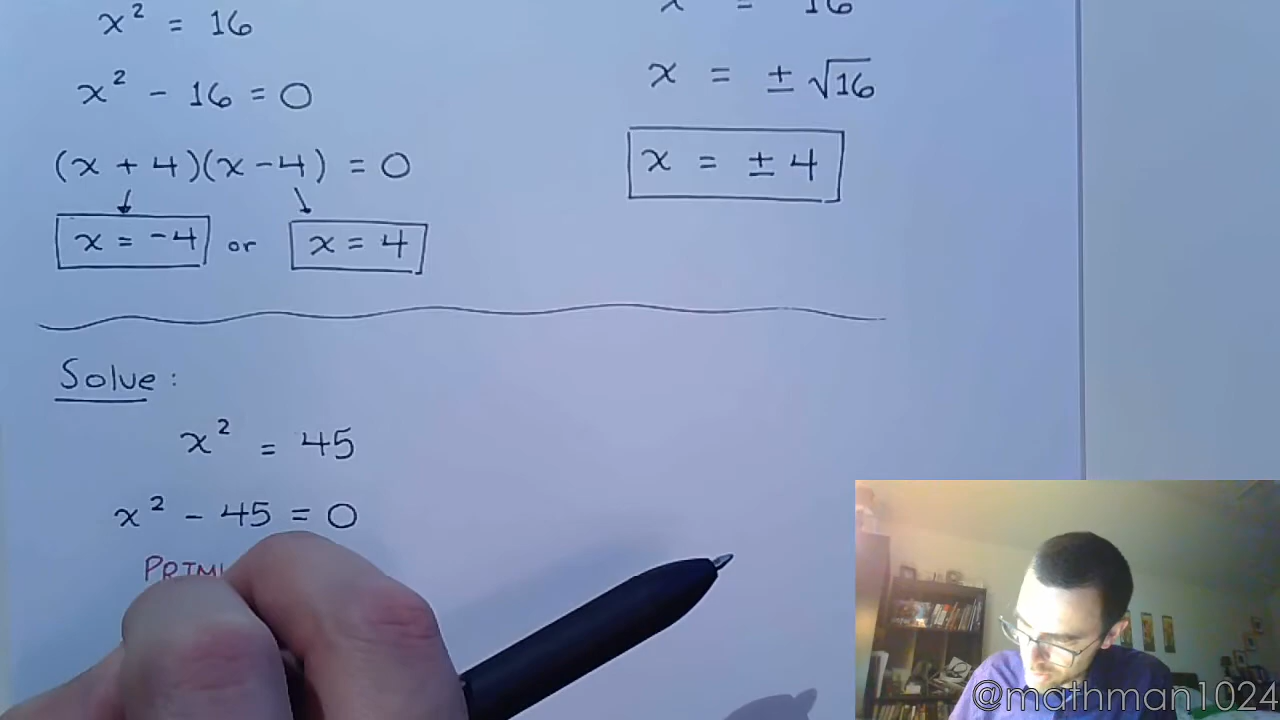 x² = 16
x² - 16 = 0
(x + 4)(x - 4) = 0
x = -4 or x = 4
x = ±√16
x = ± 4
Solve:
x² = 45
x² - 45 = 0
@mathman1024